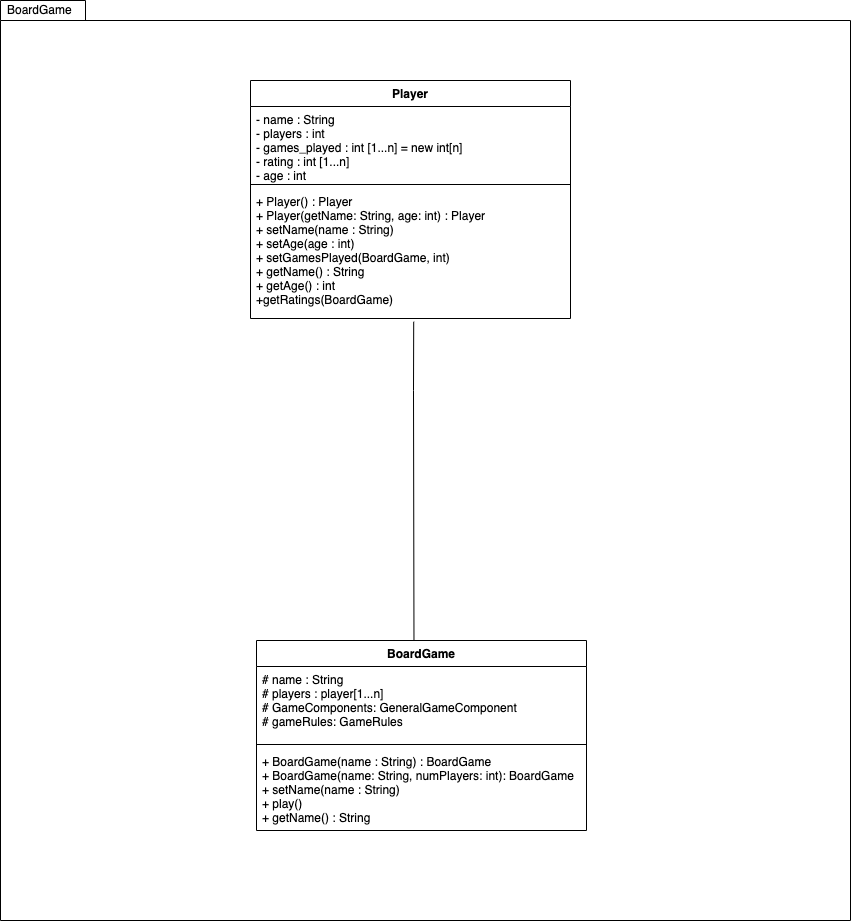 BoardGame
Player
- name : String
- players : int
- games_played : int [1...n] = new int[n]
- rating : int [1...n]
- age : int
+ Player() : Player
+ Player(getName: String, age: int) : Player
+ setName(name : String)
+ setAge(age : int)
+ setGamesPlayed(BoardGame, int)
+ getName() : String
+ getAge() : int
+getRatings(BoardGame)
BoardGame
# name : String
# players : player[1...n]
# GameComponents: GeneralGameComponent
# gameRules: GameRules
+ BoardGame(name : String) : BoardGame
+ BoardGame(name: String, numPlayers: int): BoardGame
+ setName(name : String)
+ play()
+ getName() : String